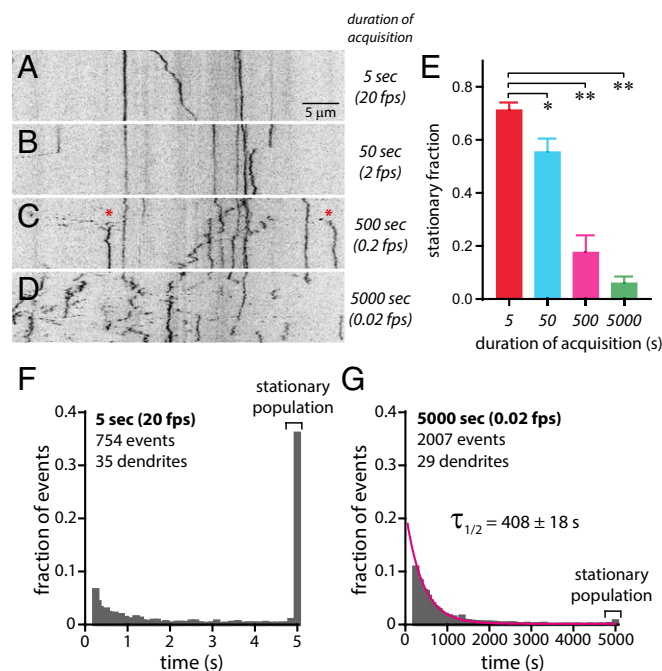 duration of
acquisition
A
5 sec
(20 fps)
5 μm
B
50 sec
(2 fps)
C
* *
500 sec
(0.2 fps)
D
5000 sec
(0.02 fps)
E
stationary fraction
0.8
0.6
0.4
0.2
0.0
* ** **
5 50 500 5000
duration of acquisition (s)
F
5 sec (20 fps)
754 events
35 dendrites
stationary
population
fraction of events
0.4
0.3
0.2
0.1
0
0 1 2 3 4 5
time (s)
G
5000 sec (0.02 fps)
2007 events
29 dendrites
τ1/2 = 408 ± 18 s
stationary
population
fraction of events
0.4
0.3
0.2
0.1
0
0 1000 2000 3000 4000 5000
time (s)